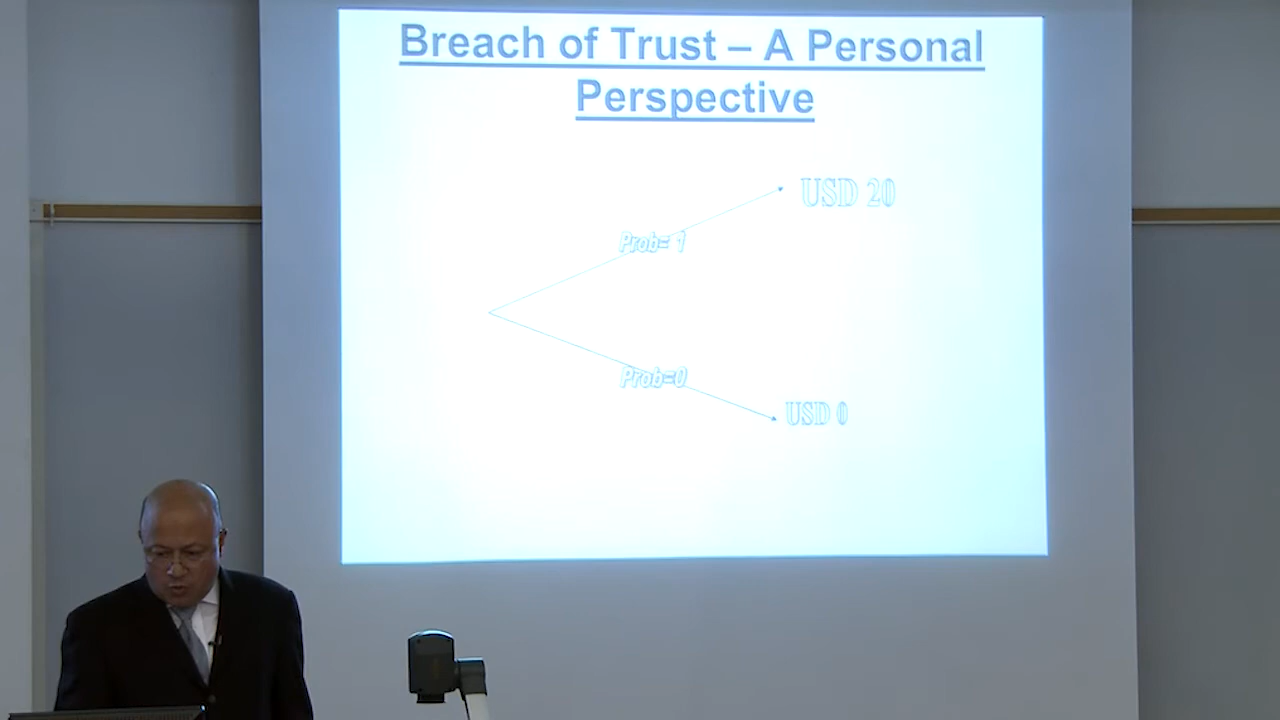 Breach of Trust – A Personal
Perspective
USD 20
Prob= 1
Prob=0
USD 0